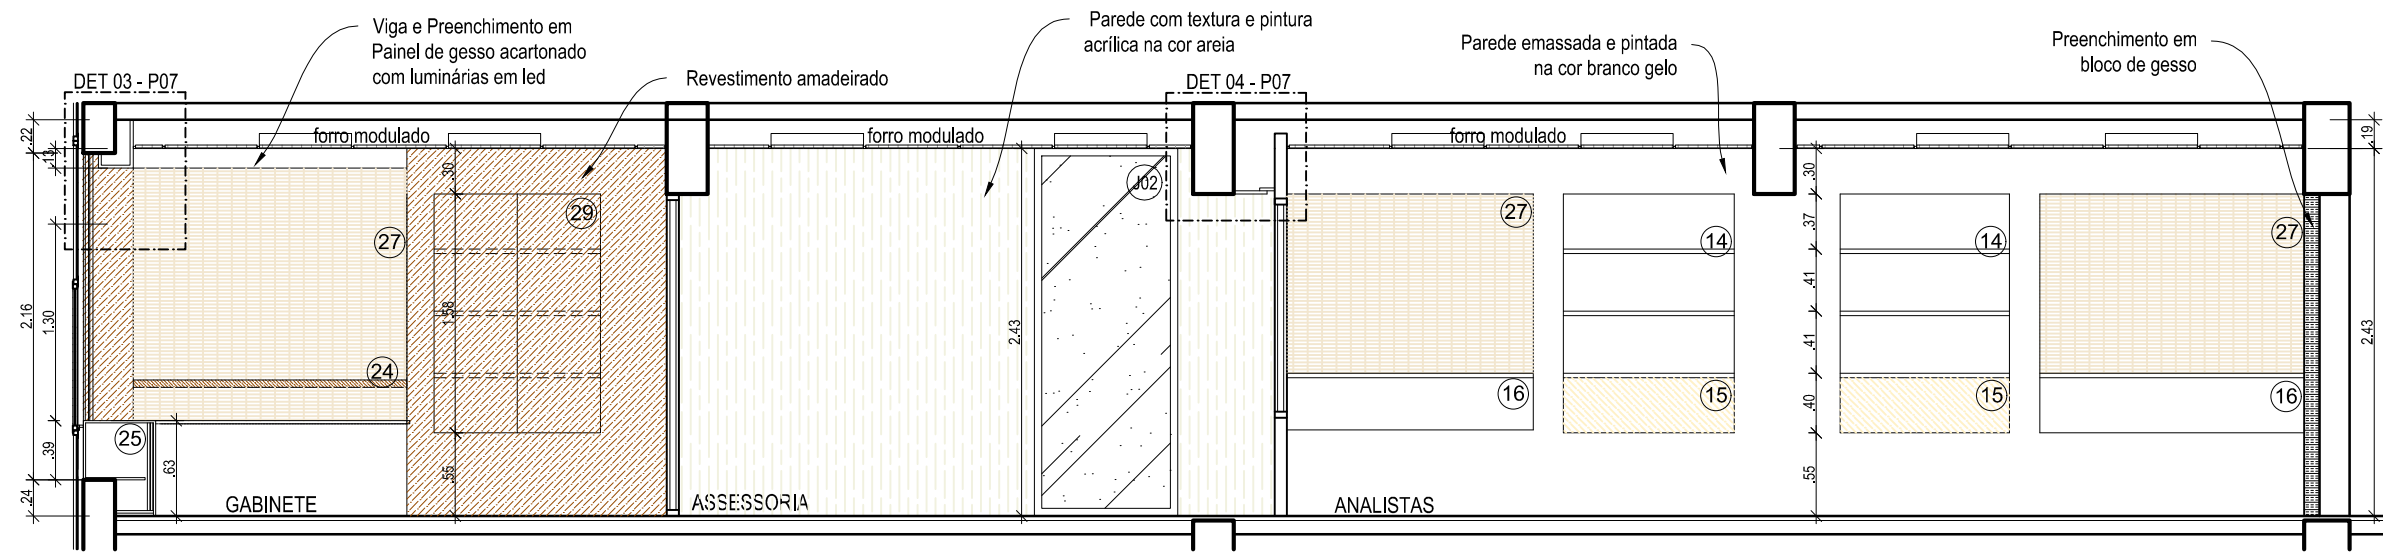 Viga e Preenchimento em
Painel de gesso acartonado
com luminárias em led
Parede com textura e pintura
acrílica na cor areia
Parede emassada e pintada
na cor branco gelo
Preenchimento em
bloco de gesso
DET 03 - P07
Revestimento amadeirado
DET 04 - P07
forro modulado
forro modulado
forro modulado
.22
.13
2.16
1.30
.39
.24
.63
.30
1.58
.55
2.43
.30
.37
.41
.41
.40
.55
.19
2.43
27
24
25
29
J02
27
16
14
15
14
15
27
16
GABINETE
ASSESSORIA
ANALISTAS